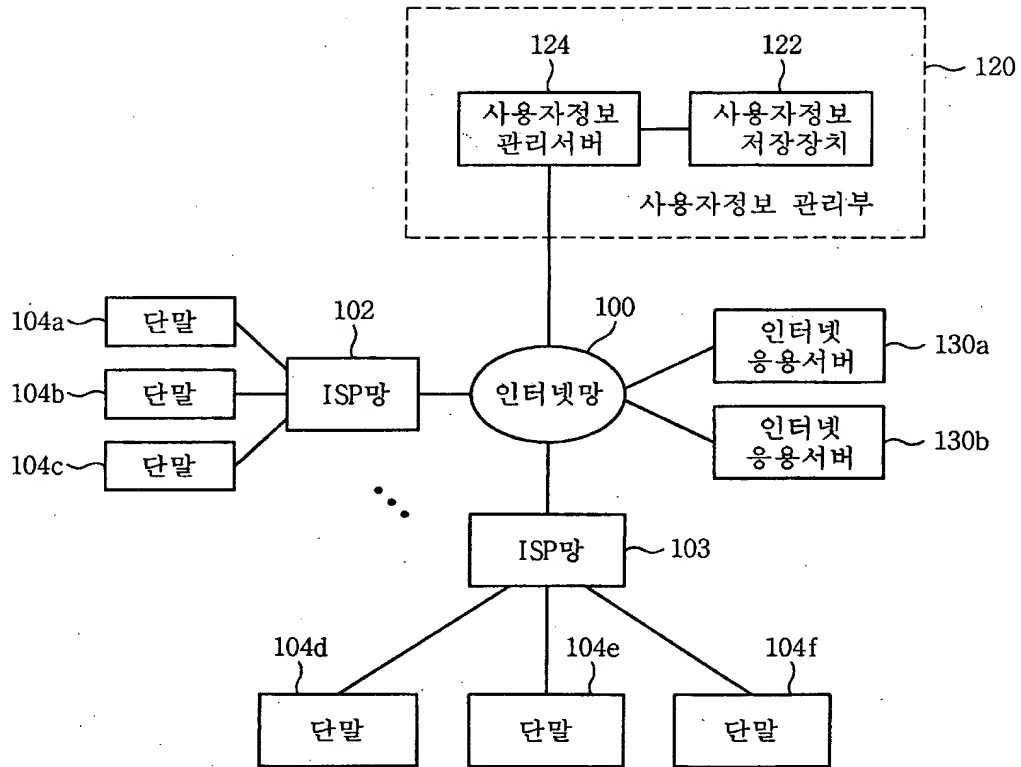 124
122
120
사용자정보
관리서버
사용자정보
저장장치
사용자정보 관리부
104a
단말
102
100
인터넷
응용서버
130a
104b
단말
ISP망
인터넷망
104c
단말
인터넷
응용서버
130b
ISP망
103
104d
104e
104f
단말
단말
단말